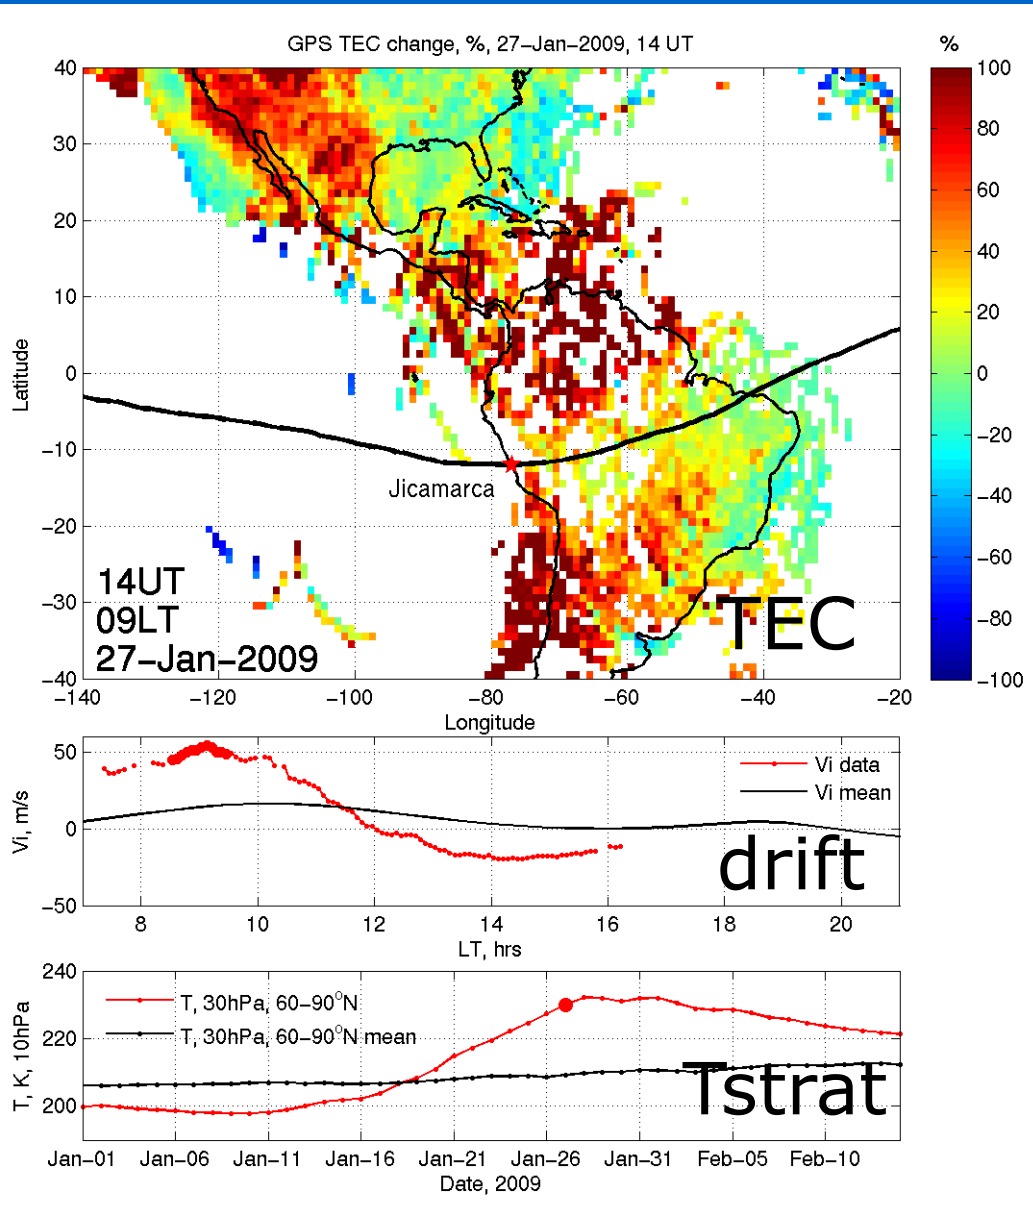 GPS TEC change, %, 27−Jan−2009, 14 UT
%
40
30
20
10
0
−10
−20
−30
−40
Latitude
Jicamarca
14UT
09LT
27−Jan−2009
TEC
−140 −120 −100 −80 −60 −40 −20
Longitude
100
80
60
40
20
0
−20
−40
−60
−80
−100
50
0
−50
Vi, m/s
Vi data
Vi mean
drift
8 10 12 14 16 18 20
LT, hrs
240
220
200
T, K, 10hPa
T, 30hPa, 60−90°N
T, 30hPa, 60−90°N mean
Tstrat
Jan−01 Jan−06 Jan−11 Jan−16 Jan−21 Jan−26 Jan−31 Feb−05 Feb−10
Date, 2009